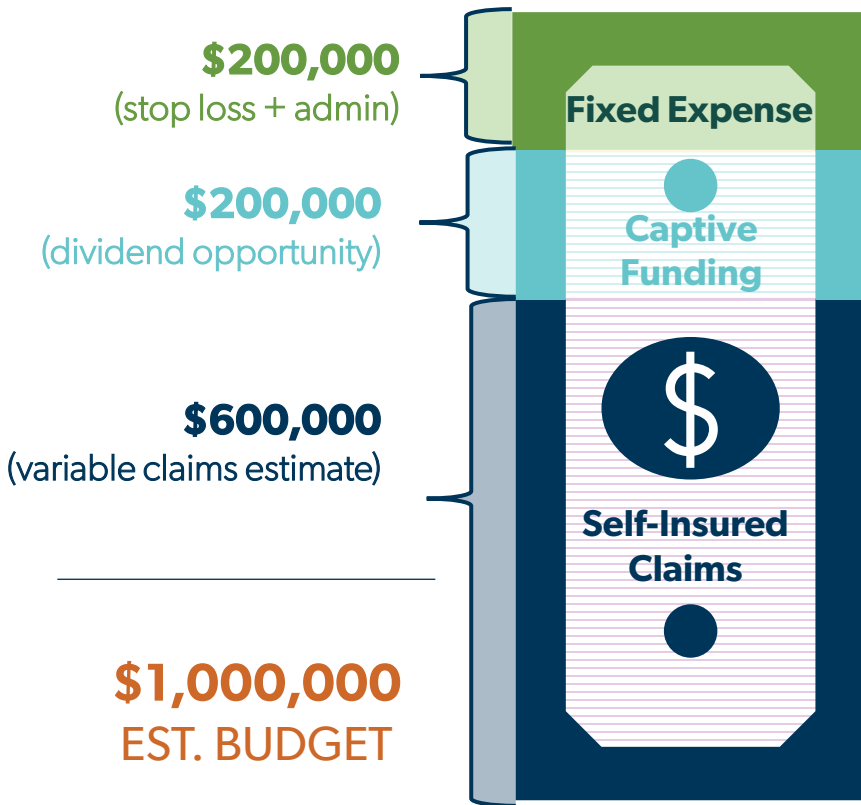 $200,000
(stop loss + admin)
Fixed Expense
$200,000
(dividend opportunity)
Captive
Funding
$600,000
(variable claims estimate)
$
Self-Insured
Claims
$1,000,000
EST. BUDGET